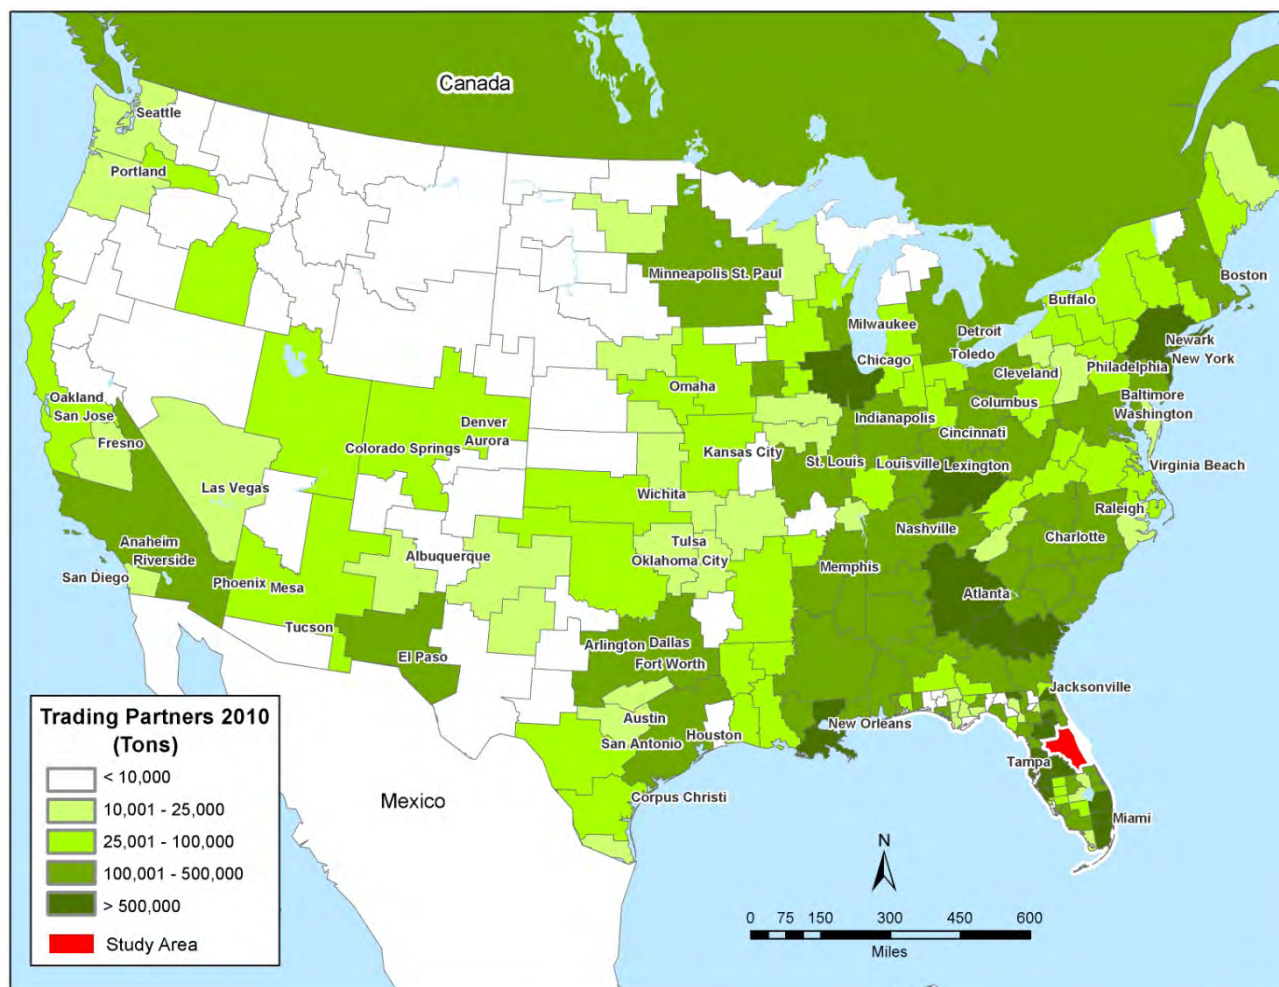 Canada
Seattle
Portland
Minneapolis St. Paul
Boston
Buffalo
Milwaukee
Detroit
Newark
Toledo
New York
Chicago
Cleveland
Philadelphia
Omaha
Baltimore
Oakland
Columbus
Washington
San Jose
Denver
Indianapolis
Fresno
Aurora
Cincinnati
Colorado Springs
Kansas City
St. Louis
Louisville
Lexington
Virginia Beach
Las Vegas
Wichita
Raleigh
Nashville
Charlotte
Anaheim
Tulsa
Riverside
Albuquerque
Oklahoma City
Memphis
San Diego
Phoenix
Mesa
Atlanta
Tucson
Arlington
Dallas
El Paso
Fort Worth
Jacksonville
Austin
New Orleans
Houston
San Antonio
Tampa
Mexico
Corpus Christi
Miami
Trading Partners 2010
(Tons)
< 10,000
10,001 - 25,000
25,001 - 100,000
100,001 - 500,000
> 500,000
Study Area
N
0 75 150 300 450 600
Miles